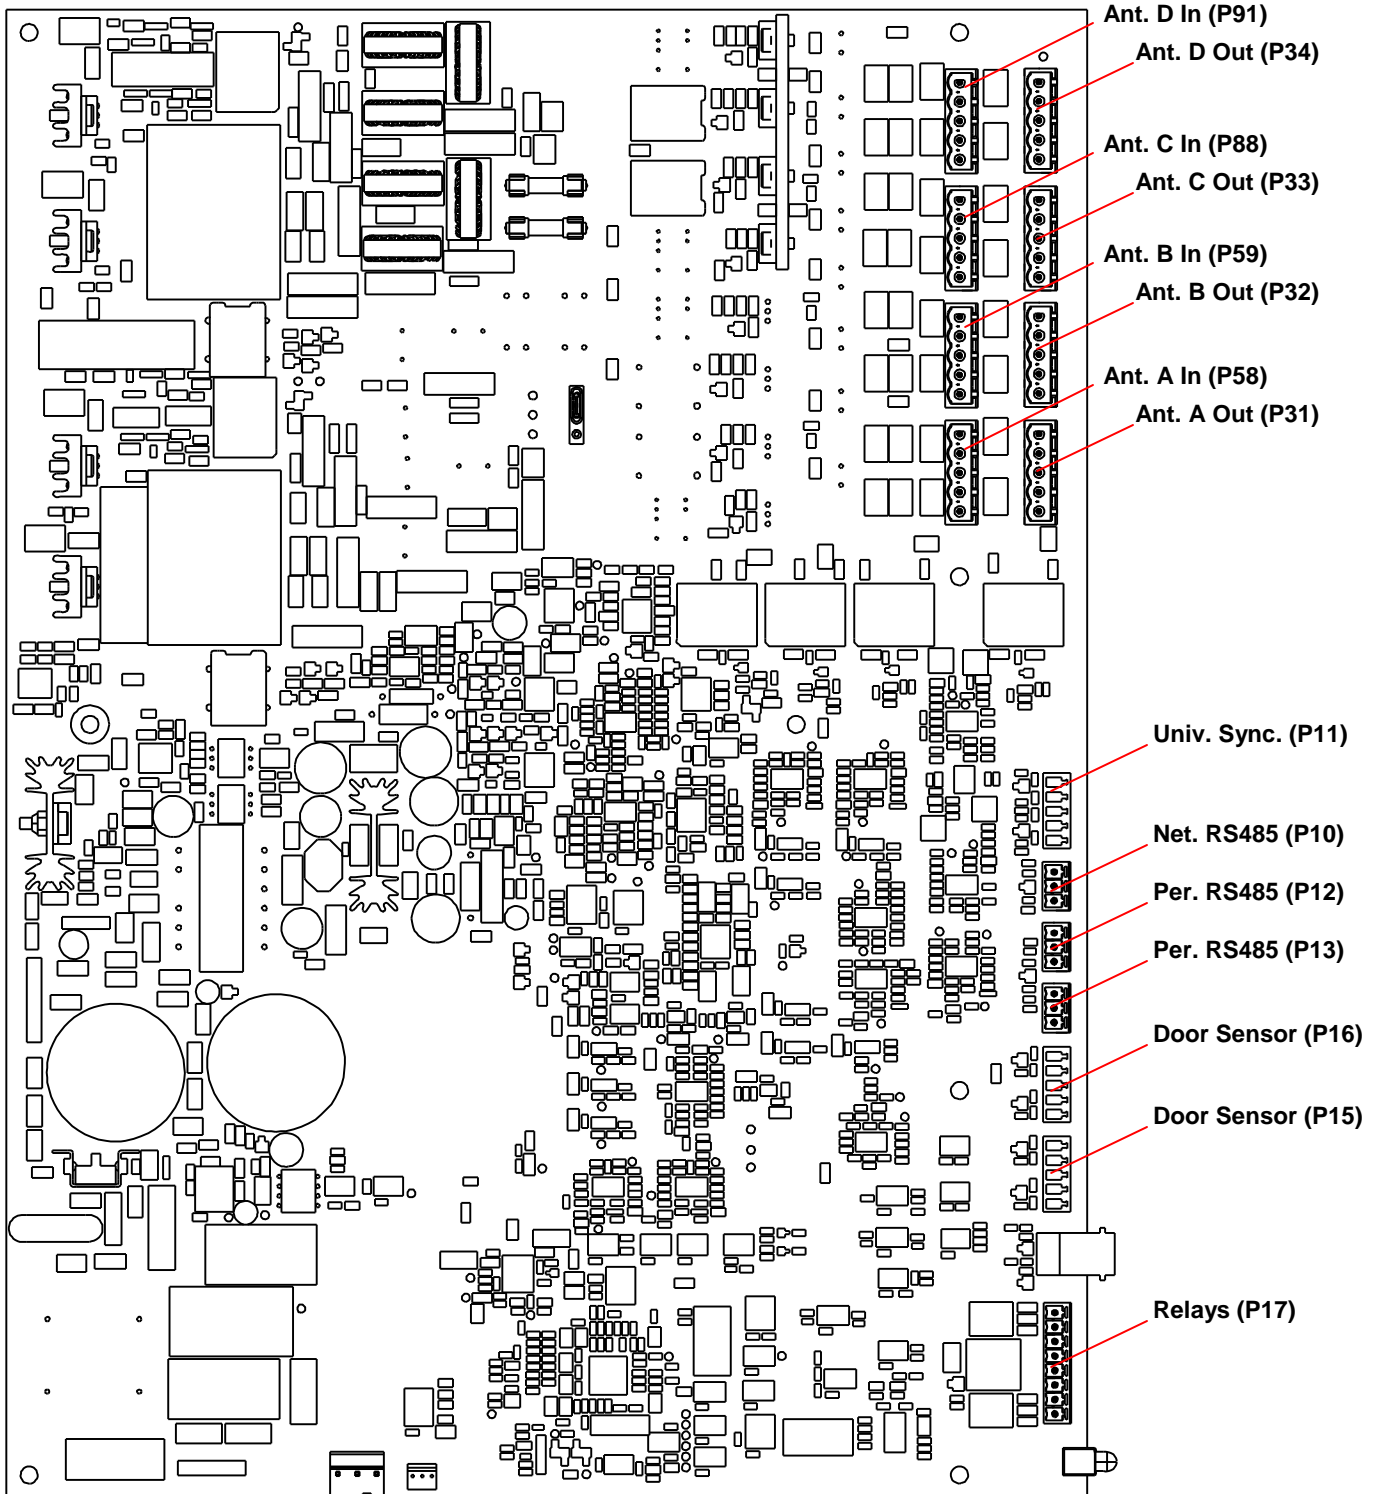 Ant. D In (P91)
Ant. D Out (P34)
Ant. C In (P88)
Ant. C Out (P33)
Ant. B In (P59)
Ant. B Out (P32)
Ant. A In (P58)
Ant. A Out (P31)
Univ. Sync. (P11)
Net. RS485 (P10)
Per. RS485 (P12)
Per. RS485 (P13)
Door Sensor (P16)
Door Sensor (P15)
Relays (P17)